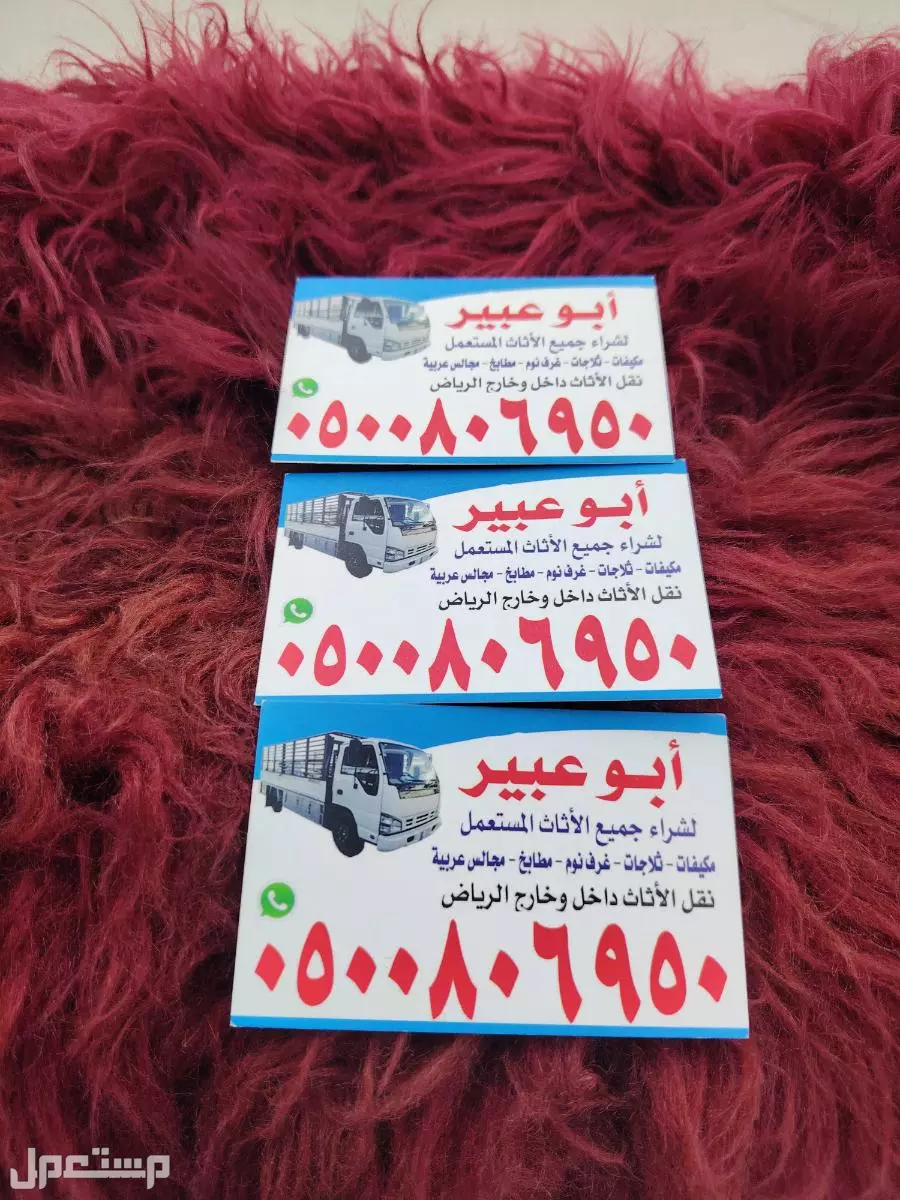 أبو عبير
لشراء جميع الأثاث المستعمل
مكيفات - ثلاجات - غرف نوم - مطابخ - مجالس عربية
نقل الأثاث داخل وخارج الرياض
٠٥٠٠٨٠٦٩٥٠
أبو عبير
لشراء جميع الأثاث المستعمل
مكيفات - ثلاجات - غرف نوم - مطابخ - مجالس عربية
نقل الأثاث داخل وخارج الرياض
٠٥٠٠٨٠٦٩٥٠
أبو عبير
لشراء جميع الأثاث المستعمل
مكيفات - ثلاجات - غرف نوم - مطابخ - مجالس عربية
نقل الأثاث داخل وخارج الرياض
٠٥٠٠٨٠٦٩٥٠
مستعمل